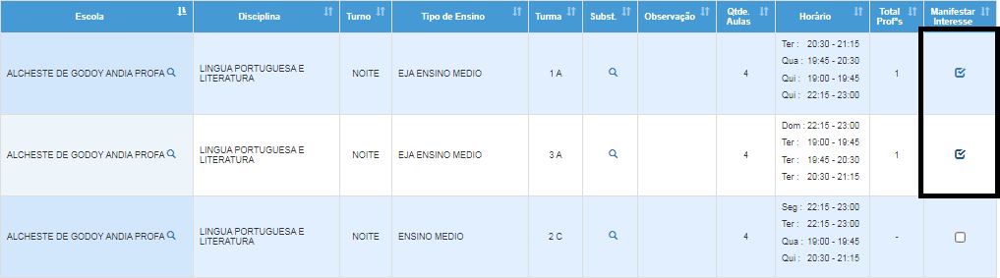 Escola Disciplina Turno Tipo de Ensino Turma Subst. Observação Qtde. Aulas Horário Total Prof's Manifestar Interesse
ALCHESTE DE GODOY ANDIA PROFA LINGUA PORTUGUESA E LITERATURA NOITE EJA ENSINO MEDIO 1 A 4 Ter : 20:30 - 21:15 1
Qua : 19:45 - 20:30
Qui : 19:00 - 19:45
Qui : 22:15 - 23:00
ALCHESTE DE GODOY ANDIA PROFA LINGUA PORTUGUESA E LITERATURA NOITE EJA ENSINO MEDIO 3 A 4 Dom : 22:15 - 23:00 1
Ter : 19:00 - 19:45
Ter : 19:45 - 20:30
Ter : 20:30 - 21:15
ALCHESTE DE GODOY ANDIA PROFA LINGUA PORTUGUESA E LITERATURA NOITE ENSINO MEDIO 2 C 4 Seg : 22:15 - 23:00 -
Ter : 22:15 - 23:00
Qua : 19:00 - 19:45
Qui : 20:30 - 21:15